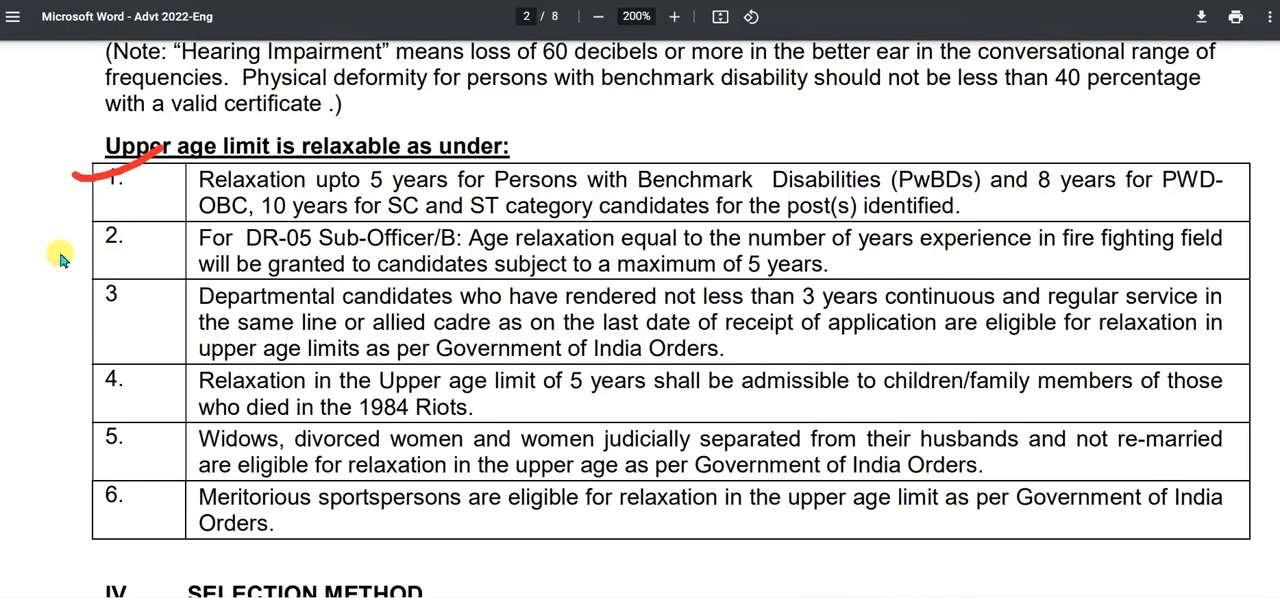 Microsoft Word - Advt 2022-Eng
2 / 8
200%
(Note: “Hearing Impairment” means loss of 60 decibels or more in the better ear in the conversational range of
frequencies. Physical deformity for persons with benchmark disability should not be less than 40 percentage
with a valid certificate .)
Upper age limit is relaxable as under:
1.
Relaxation upto 5 years for Persons with Benchmark Disabilities (PwBDs) and 8 years for PWD-
OBC, 10 years for SC and ST category candidates for the post(s) identified.
2.
For DR-05 Sub-Officer/B: Age relaxation equal to the number of years experience in fire fighting field
will be granted to candidates subject to a maximum of 5 years.
3
Departmental candidates who have rendered not less than 3 years continuous and regular service in
the same line or allied cadre as on the last date of receipt of application are eligible for relaxation in
upper age limits as per Government of India Orders.
4.
Relaxation in the Upper age limit of 5 years shall be admissible to children/family members of those
who died in the 1984 Riots.
5.
Widows, divorced women and women judicially separated from their husbands and not re-married
are eligible for relaxation in the upper age as per Government of India Orders.
6.
Meritorious sportspersons are eligible for relaxation in the upper age limit as per Government of India
Orders.
IV SELECTION METHOD